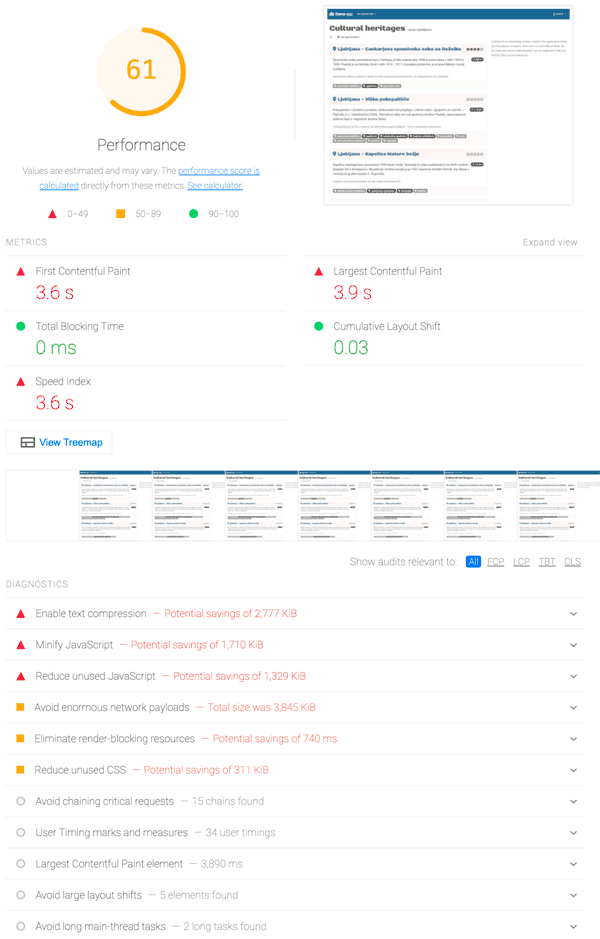 61
Performance
Values are estimated and may vary. The performance score is
calculated directly from these metrics. See calculator.
0–49
50–89
90–100
Cultural heritages
Ljubljana - Cankarjeva spominska soba na Rožniku
Ljubljana - Viško pokopališče
Ljubljana - Kapelica Matere božje
METRICS
Expand view
First Contentful Paint
3.6 s
Largest Contentful Paint
3.9 s
Total Blocking Time
0 ms
Cumulative Layout Shift
0.03
Speed Index
3.6 s
View Treemap
Show audits relevant to: All FCP LCP TBT CLS
DIAGNOSTICS
Enable text compression — Potential savings of 2,777 KiB
Minify JavaScript — Potential savings of 1,710 KiB
Reduce unused JavaScript — Potential savings of 1,329 KiB
Avoid enormous network payloads — Total size was 3,845 KiB
Eliminate render-blocking resources — Potential savings of 740 ms
Reduce unused CSS — Potential savings of 311 KiB
Avoid chaining critical requests — 15 chains found
User Timing marks and measures — 34 user timings
Largest Contentful Paint element — 3,890 ms
Avoid large layout shifts — 5 elements found
Avoid long main-thread tasks — 2 long tasks found